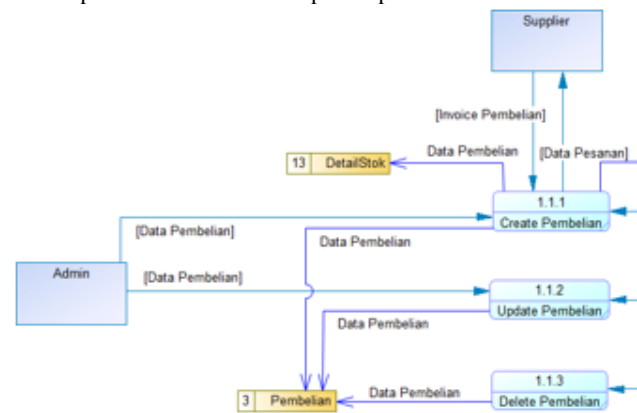 Supplier
[Invoice Pembelian]
Data Pembelian
[Data Pesanan]
13 DetailStok
1.1.1
Create Pembelian
[Data Pembelian]
Data Pembelian
Admin
[Data Pembelian]
1.1.2
Update Pembelian
Data Pembelian
1.1.3
Delete Pembelian
Data Pembelian
3 Pembelian